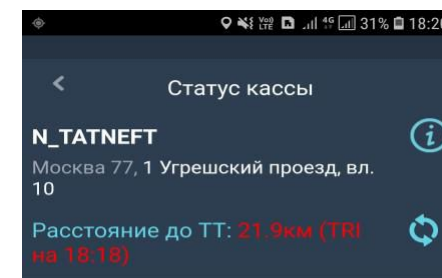 31% 18:20
Статус кассы
N_TATNEFT
Москва 77, 1 Угрешский проезд, вл.
10
Расстояние до ТТ: 21.9км (TRI
на 18:18)